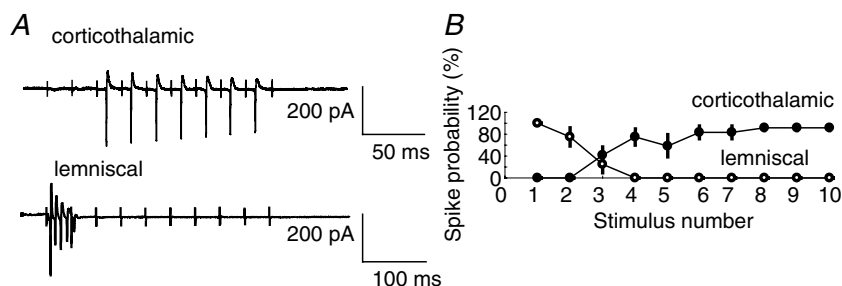 A
corticothalamic
200 pA
50 ms
lemniscal
200 pA
100 ms
B
Spike probability (%)
120
80
40
0
corticothalamic
lemniscal
0 1 2 3 4 5 6 7 8 9 10
Stimulus number